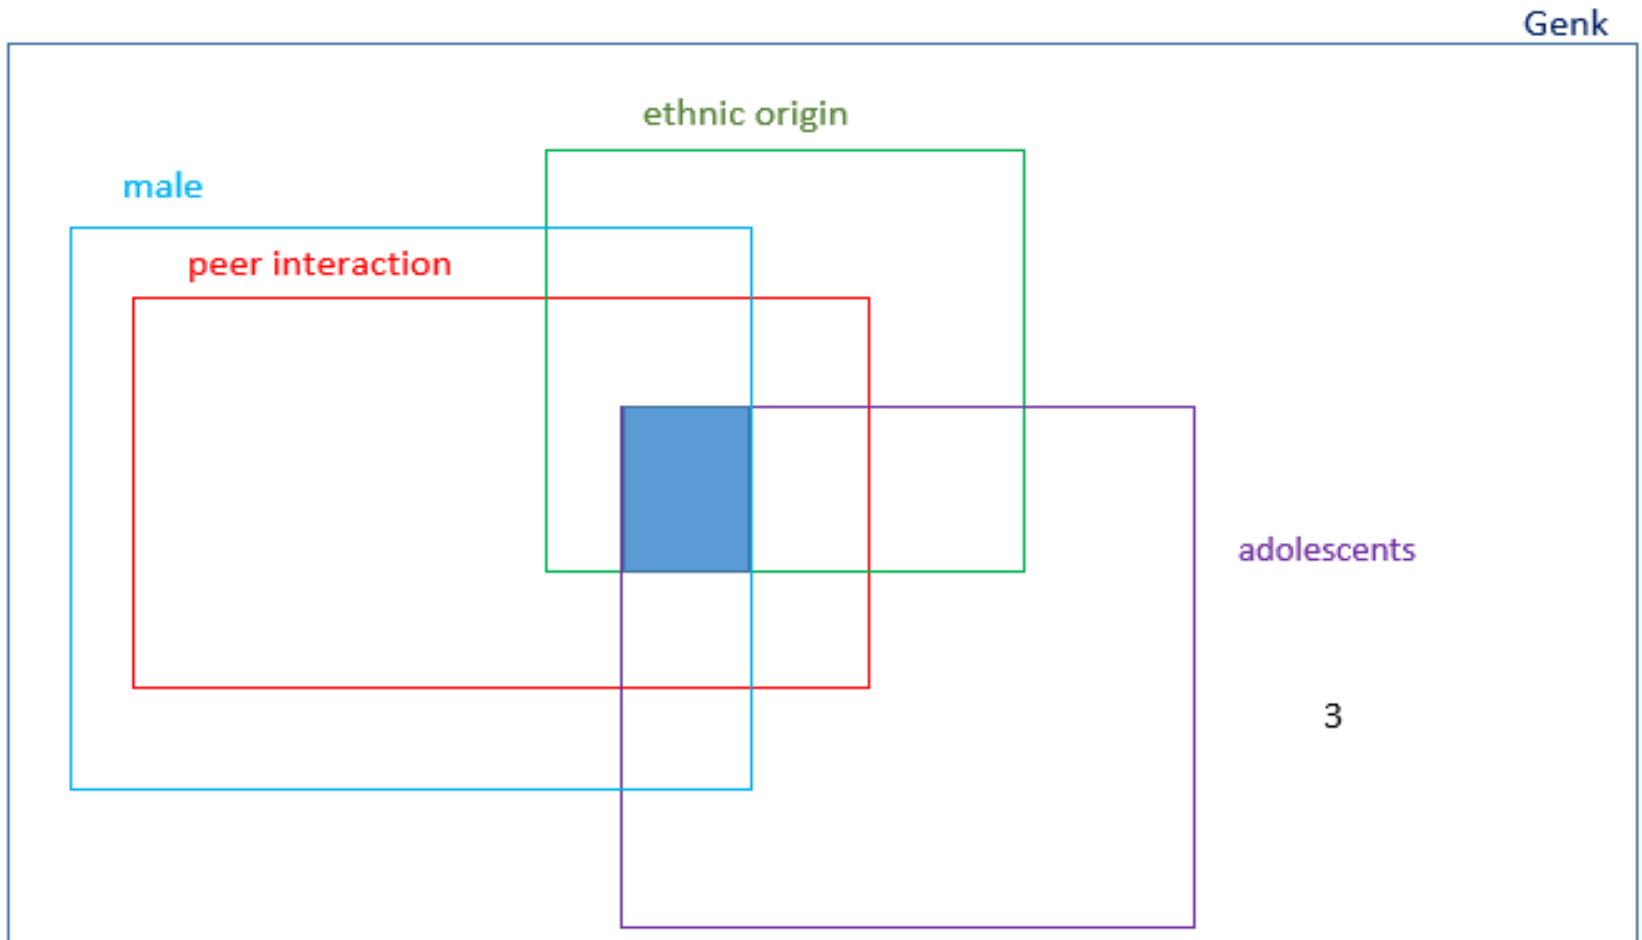 Genk
ethnic origin
male
peer interaction
adolescents
3